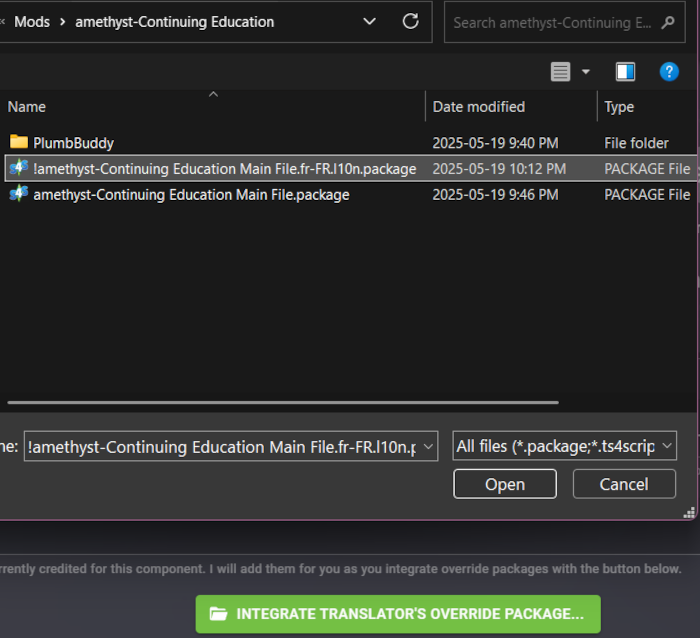 « Mods › amethyst-Continuing Education
Search amethyst-Continuing E...
Name Date modified Type
PlumbBuddy 2025-05-19 9:40 PM File folder
!amethyst-Continuing Education Main File.fr-FR.l10n.package 2025-05-19 10:12 PM PACKAGE File
amethyst-Continuing Education Main File.package 2025-05-19 9:46 PM PACKAGE File
ne: !amethyst-Continuing Education Main File.fr-FR.l10n.p All files (*.package;*.ts4scrip
Open Cancel
rrently credited for this component. I will add them for you as you integrate override packages with the button below.
INTEGRATE TRANSLATOR'S OVERRIDE PACKAGE...